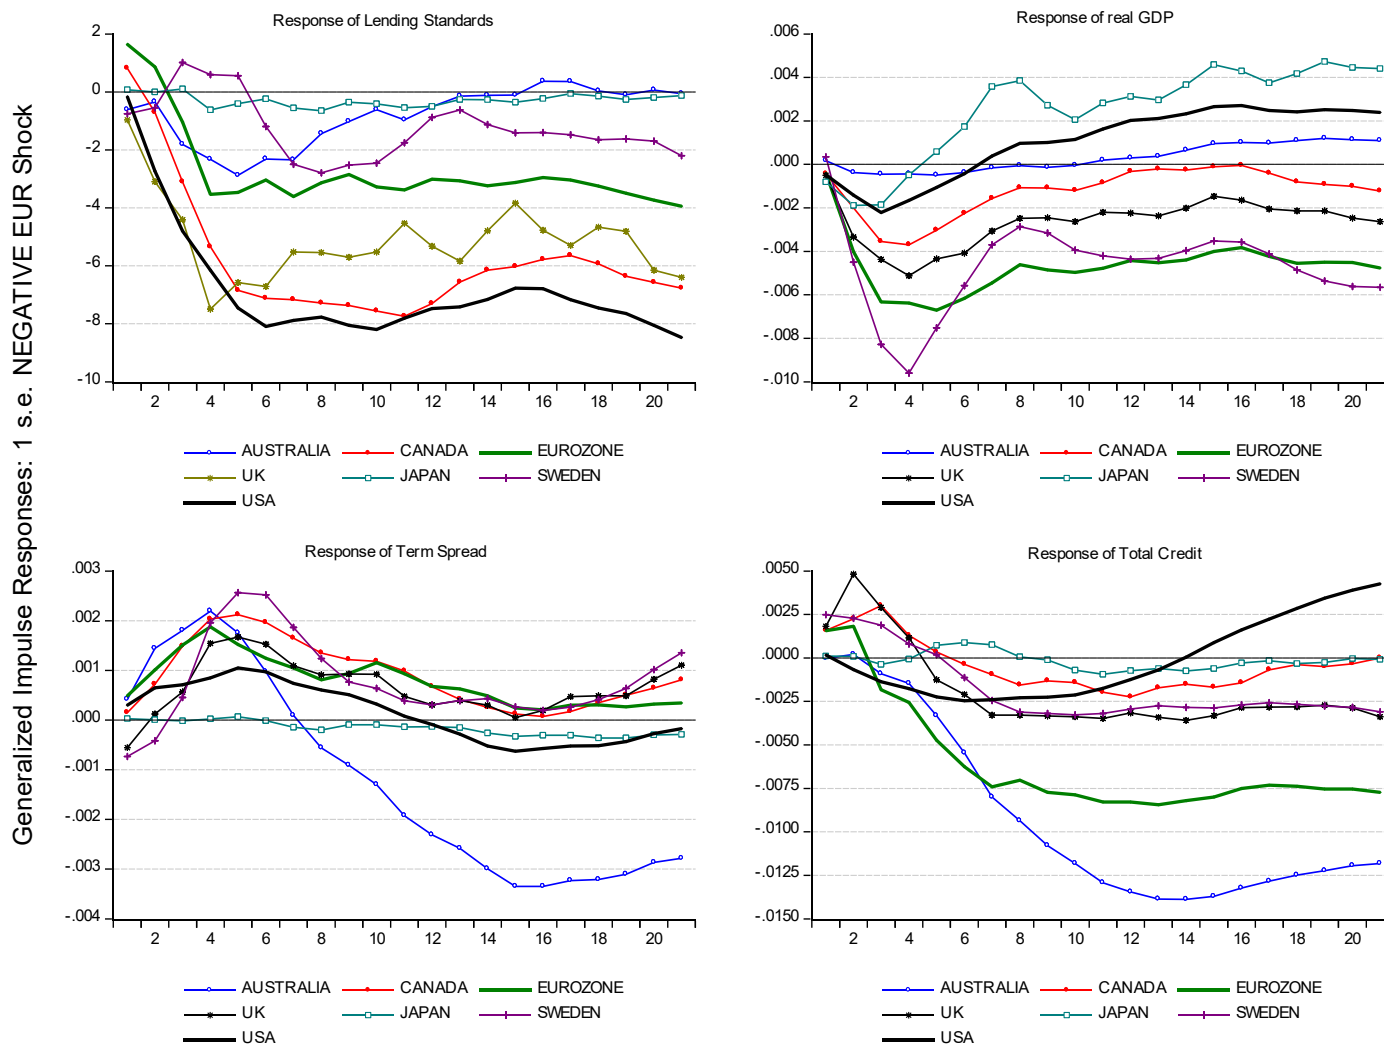 Generalized Impulse Responses: 1 s.e. NEGATIVE EUR Shock
Response of Lending Standards
2
0
-2
-4
-6
-8
-10
2 4 6 8 10 12 14 16 18 20
AUSTRALIA CANADA EUROZONE
UK JAPAN SWEDEN
USA
Response of real GDP
.006
.004
.002
.000
-.002
-.004
-.006
-.008
-.010
2 4 6 8 10 12 14 16 18 20
AUSTRALIA CANADA EUROZONE
UK JAPAN SWEDEN
USA
Response of Term Spread
.003
.002
.001
.000
-.001
-.002
-.003
-.004
2 4 6 8 10 12 14 16 18 20
AUSTRALIA CANADA EUROZONE
UK JAPAN SWEDEN
USA
Response of Total Credit
.0050
.0025
.0000
-.0025
-.0050
-.0075
-.0100
-.0125
-.0150
2 4 6 8 10 12 14 16 18 20
AUSTRALIA CANADA EUROZONE
UK JAPAN SWEDEN
USA